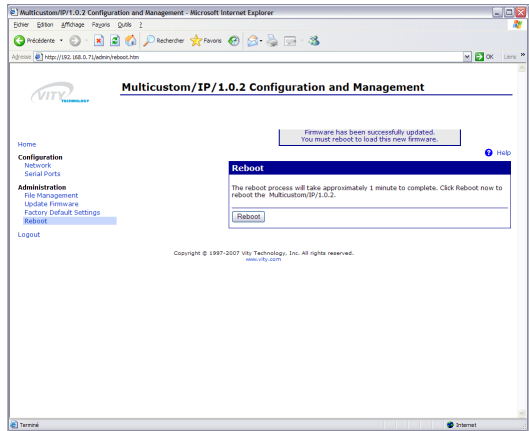 Multicustom/IP/1.0.2 Configuration and Management - Microsoft Internet Explorer
Fichier Edition Affichage Favoris Outils ?
Précédente Rechercher Favoris
Adresse http://192.168.0.71/admin/reboot.htm OK Liens »
VITY TECHNOLOGY
Multicustom/IP/1.0.2 Configuration and Management
Firmware has been successfully updated.
You must reboot to load this new firmware.
Home
Help
Configuration
Network
Serial Ports
Administration
File Management
Update Firmware
Factory Default Settings
Reboot
Logout
Reboot
The reboot process will take approximately 1 minute to complete. Click Reboot now to
reboot the Multicustom/IP/1.0.2.
Reboot
Copyright © 1997-2007 Vity Technology, Inc. All rights reserved.
www.vity.com
Terminé Internet